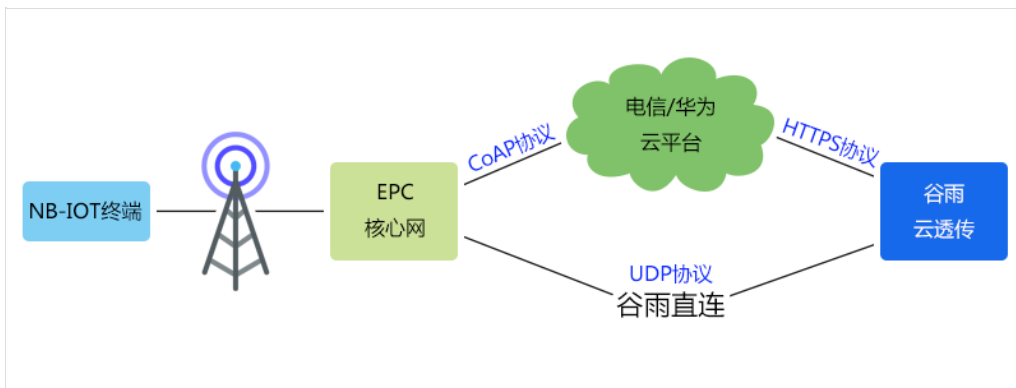 电信/华为
云平台
CoAP协议
HTTPS协议
NB-IOT终端
EPC
核心网
谷雨
云透传
UDP协议
谷雨直连